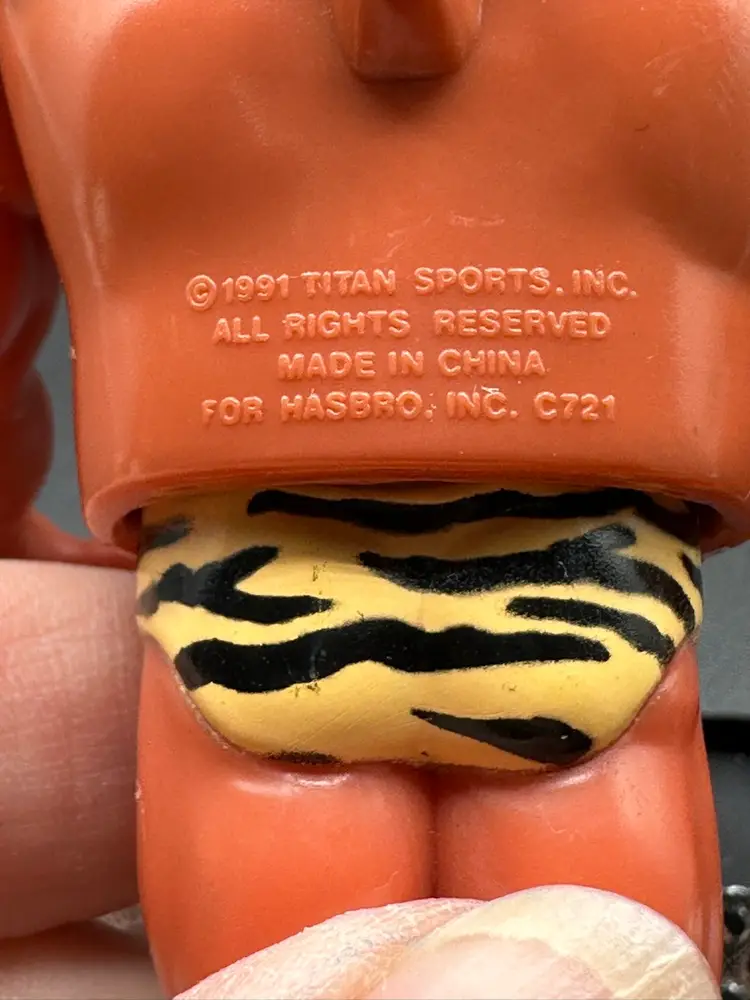 ©1991 TITAN SPORTS, INC.
ALL RIGHTS RESERVED
MADE IN CHINA
FOR HASBRO, INC. C721